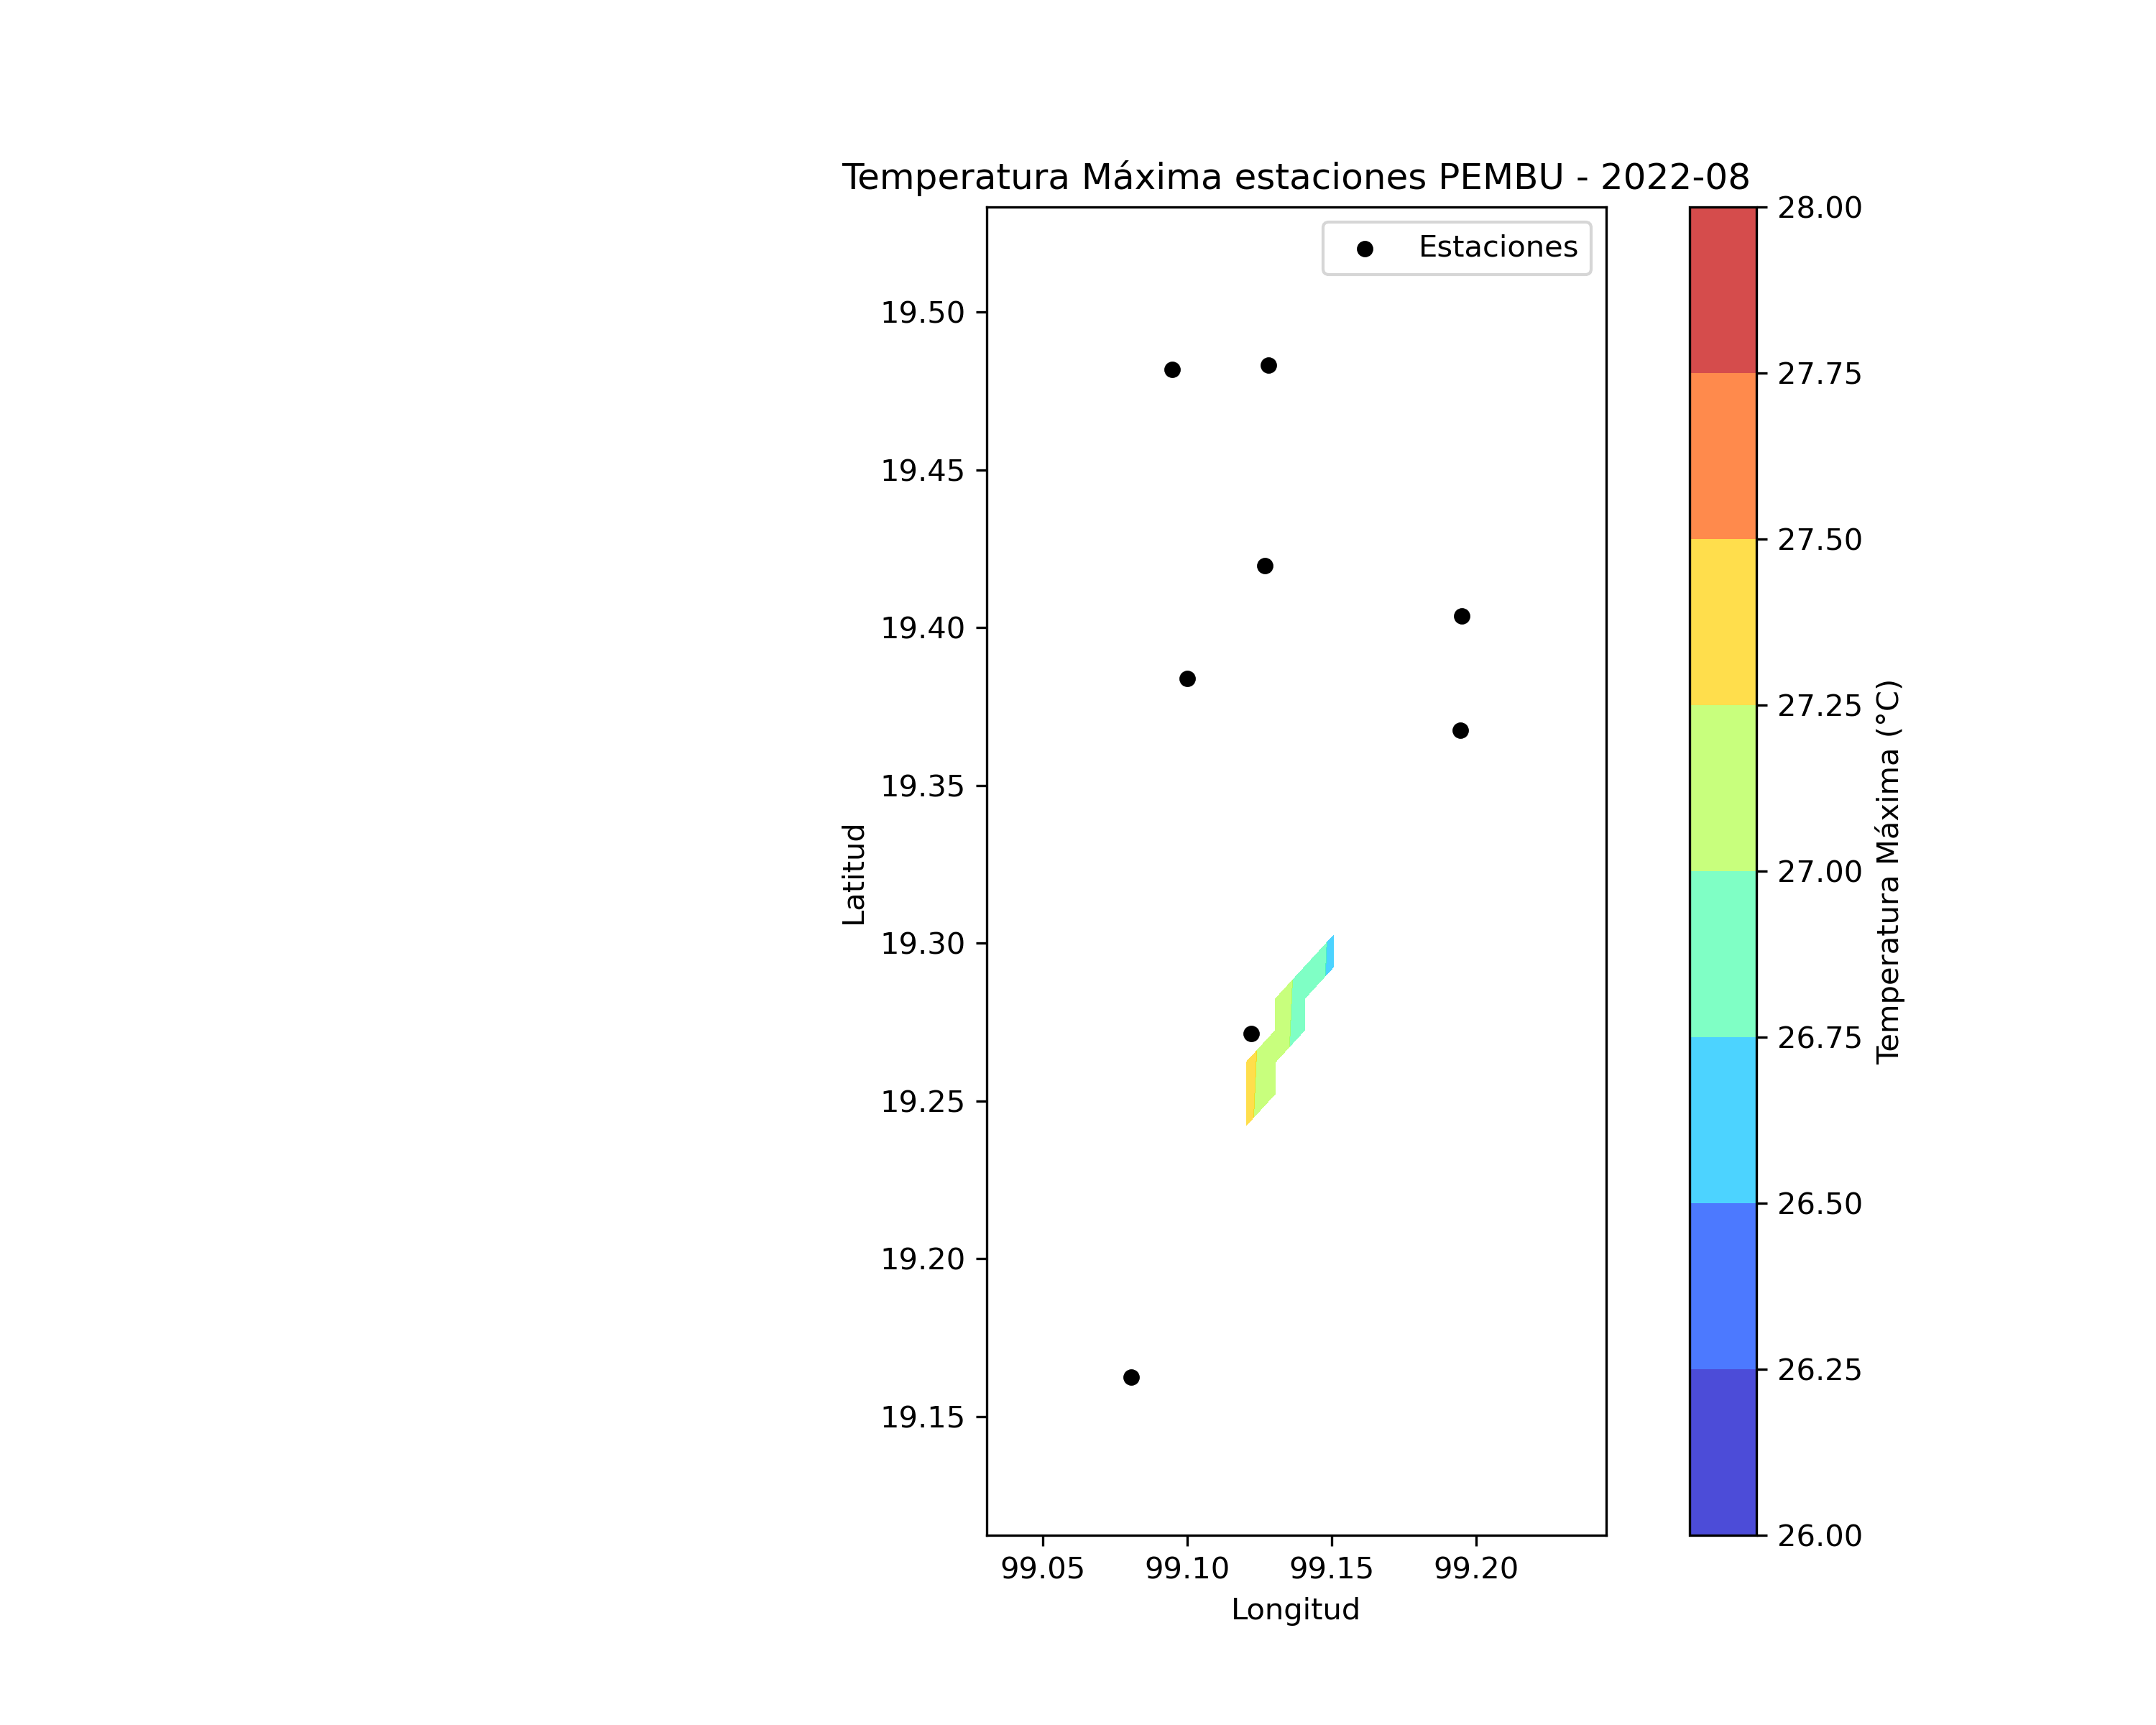 Temperatura Máxima estaciones PEMBU - 2022-08
Estaciones
19.50
19.45
19.40
19.35
19.30
19.25
19.20
19.15
Latitud
99.05 99.10 99.15 99.20
Longitud
28.00
27.75
27.50
27.25
27.00
26.75
26.50
26.25
26.00
Temperatura Máxima (°C)